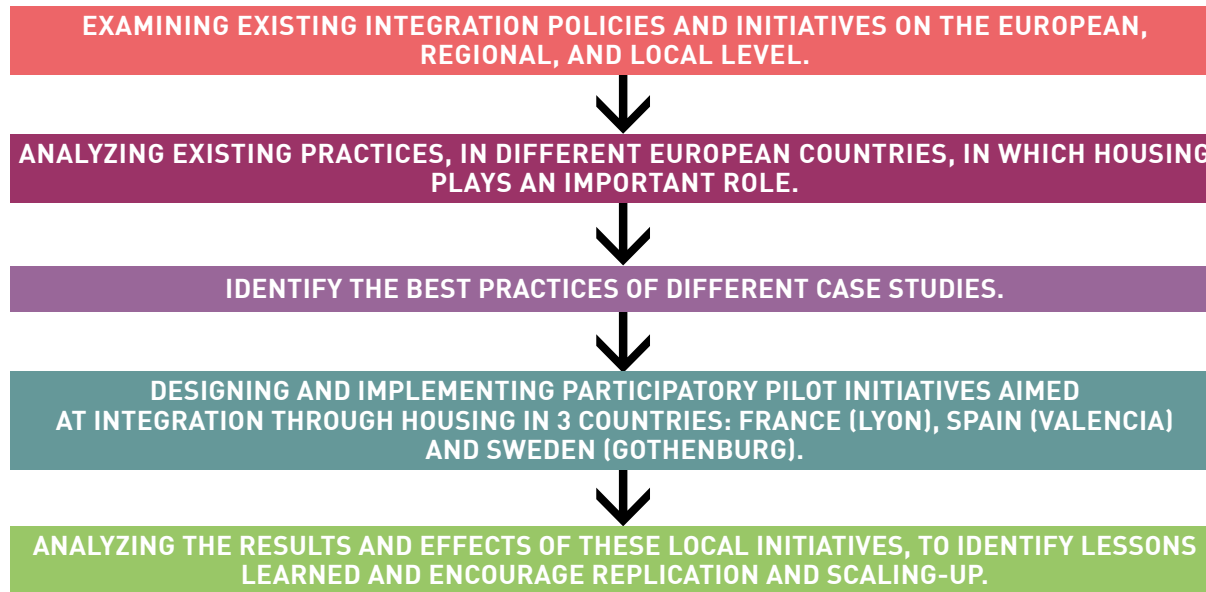 EXAMINING EXISTING INTEGRATION POLICIES AND INITIATIVES ON THE EUROPEAN,
REGIONAL, AND LOCAL LEVEL.
ANALYZING EXISTING PRACTICES, IN DIFFERENT EUROPEAN COUNTRIES, IN WHICH HOUSING
PLAYS AN IMPORTANT ROLE.
IDENTIFY THE BEST PRACTICES OF DIFFERENT CASE STUDIES.
DESIGNING AND IMPLEMENTING PARTICIPATORY PILOT INITIATIVES AIMED
AT INTEGRATION THROUGH HOUSING IN 3 COUNTRIES: FRANCE (LYON), SPAIN (VALENCIA)
AND SWEDEN (GOTHENBURG).
ANALYZING THE RESULTS AND EFFECTS OF THESE LOCAL INITIATIVES, TO IDENTIFY LESSONS
LEARNED AND ENCOURAGE REPLICATION AND SCALING-UP.